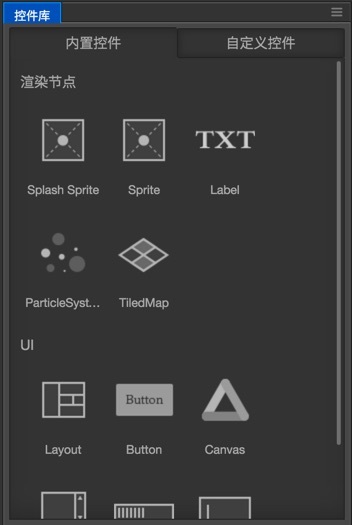 控件库
内置控件 自定义控件
渲染节点
TXT
Splash Sprite Sprite Label
ParticleSyst... TiledMap
UI
Button
Layout Button Canvas